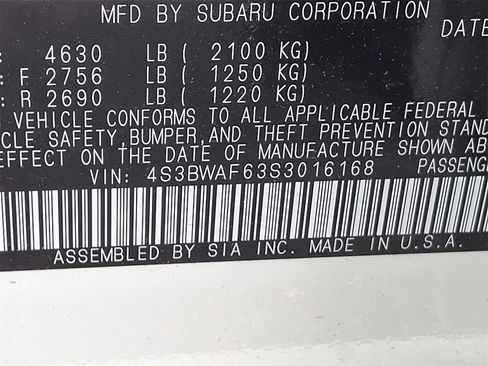 MFD BY SUBARU CORPORATION
DATE
: 4630 LB ( 2100 KG)
: F 2756 LB ( 1250 KG)
: R 2690 LB ( 1220 KG)
VEHICLE CONFORMS TO ALL APPLICABLE FEDERAL
CLE SAFETY,BUMPER,AND THEFT PREVENTION STAND
EFFECT ON THE DATE OF MANUFACTURE SHOWN AB
VIN: 4S3BWAF63S3016168 PASSENG
ASSEMBLED BY SIA INC. MADE IN U.S.A.